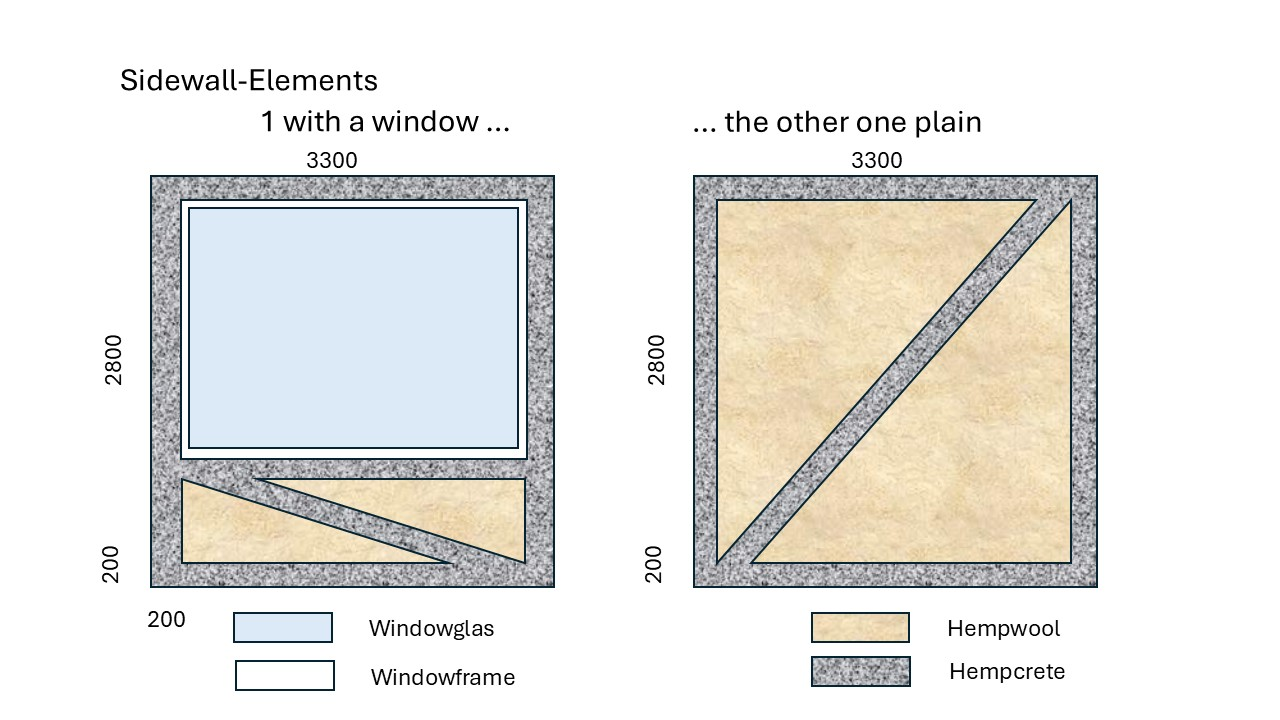 Sidewall-Elements
1 with a window ...
... the other one plain
3300
3300
2800
2800
200
200
200
Windowglas
Hempwool
Windowframe
Hempcrete